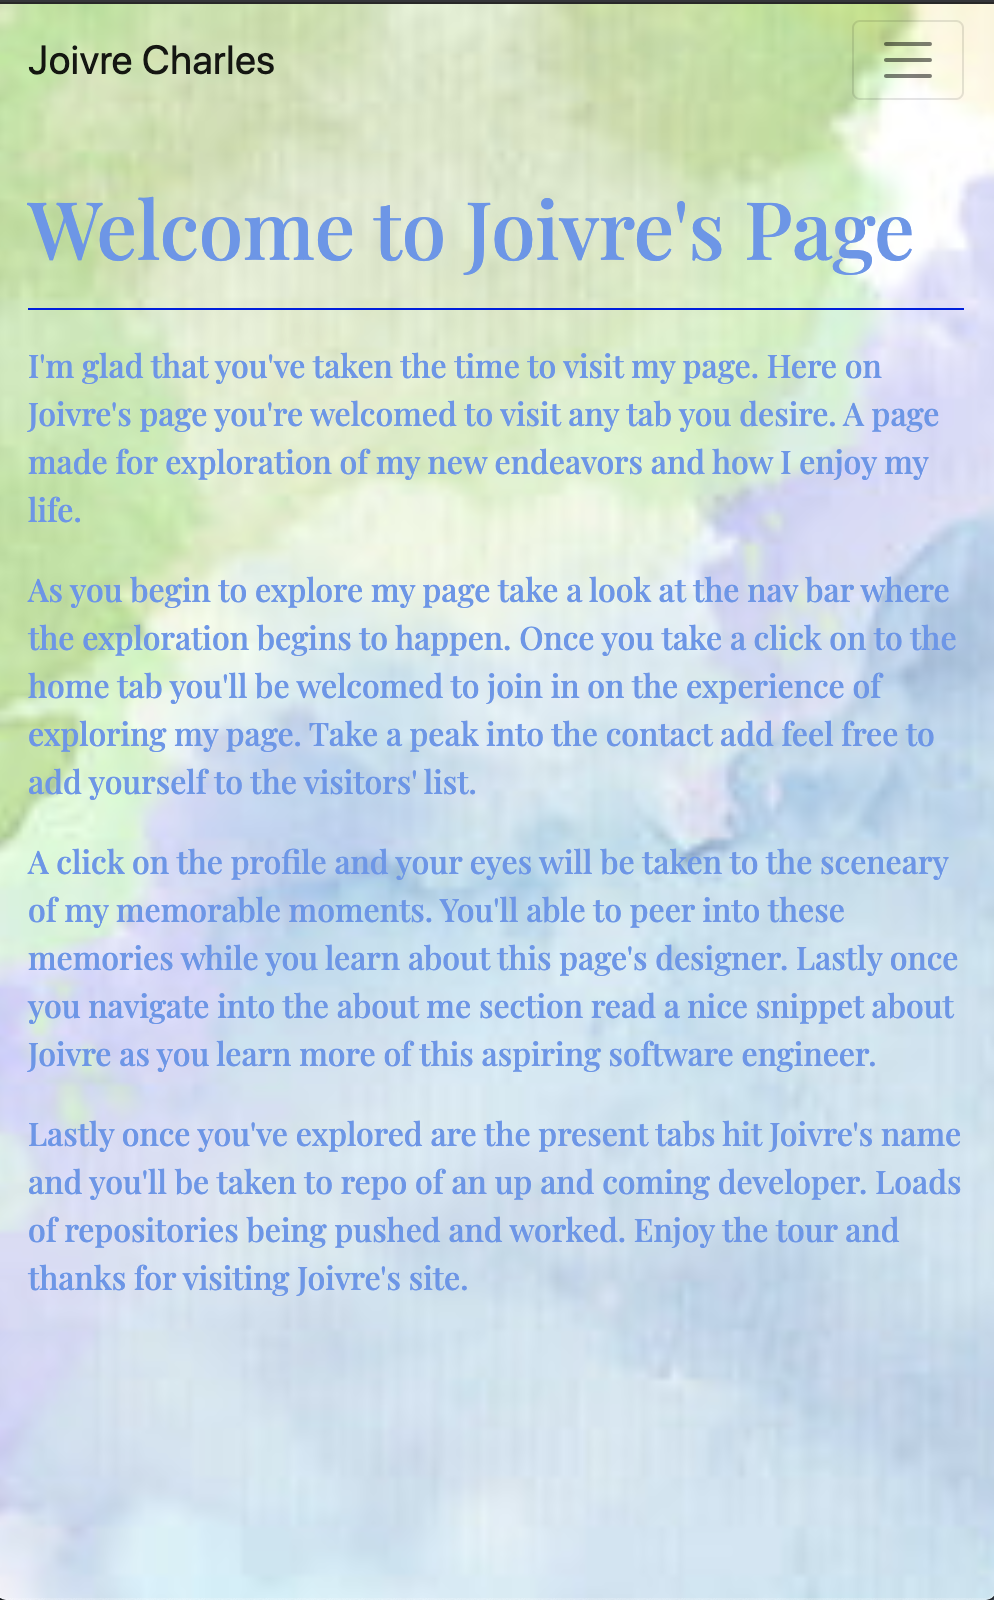 Joivre Charles
Welcome to Joivre's Page
I'm glad that you've taken the time to visit my page. Here on
Joivre's page you're welcomed to visit any tab you desire. A page
made for exploration of my new endeavors and how I enjoy my
life.
As you begin to explore my page take a look at the nav bar where
the exploration begins to happen. Once you take a click on to the
home tab you'll be welcomed to join in on the experience of
exploring my page. Take a peak into the contact add feel free to
add yourself to the visitors' list.
A click on the profile and your eyes will be taken to the sceneary
of my memorable moments. You'll able to peer into these
memories while you learn about this page's designer. Lastly once
you navigate into the about me section read a nice snippet about
Joivre as you learn more of this aspiring software engineer.
Lastly once you've explored are the present tabs hit Joivre's name
and you'll be taken to repo of an up and coming developer. Loads
of repositories being pushed and worked. Enjoy the tour and
thanks for visiting Joivre's site.